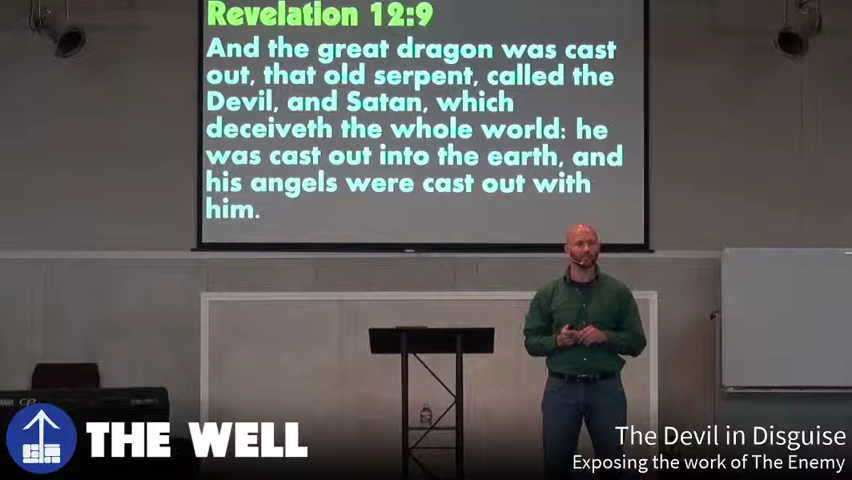 Revelation 12:9
And the great dragon was cast
out, that old serpent, called the
Devil, and Satan, which
deceiveth the whole world: he
was cast out into the earth, and
his angels were cast out with
him.
CP
THE WELL
The Devil in Disguise
Exposing the work of The Enemy